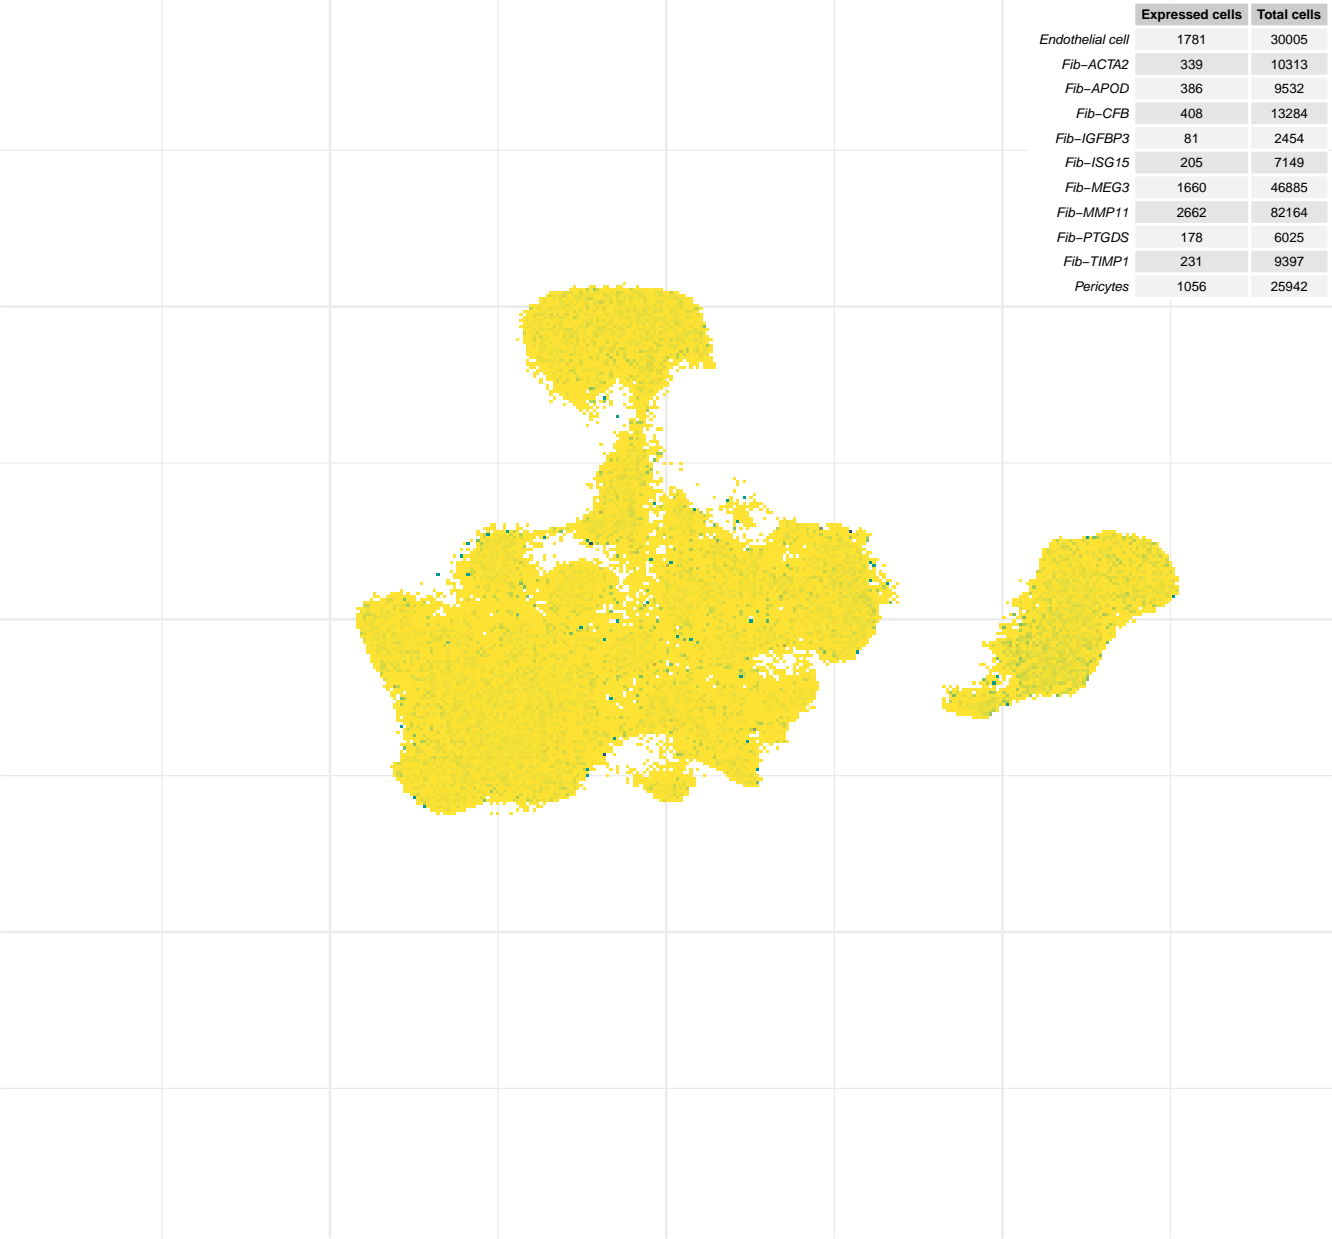 Expressed cells Total cells
Endothelial cell 1781 30005
Fib−ACTA2 339 10313
Fib−APOD 386 9532
Fib−CFB 408 13284
Fib−IGFBP3 81 2454
Fib−ISG15 205 7149
Fib−MEG3 1660 46885
Fib−MMP11 2662 82164
Fib−PTGDS 178 6025
Fib−TIMP1 231 9397
Pericytes 1056 25942